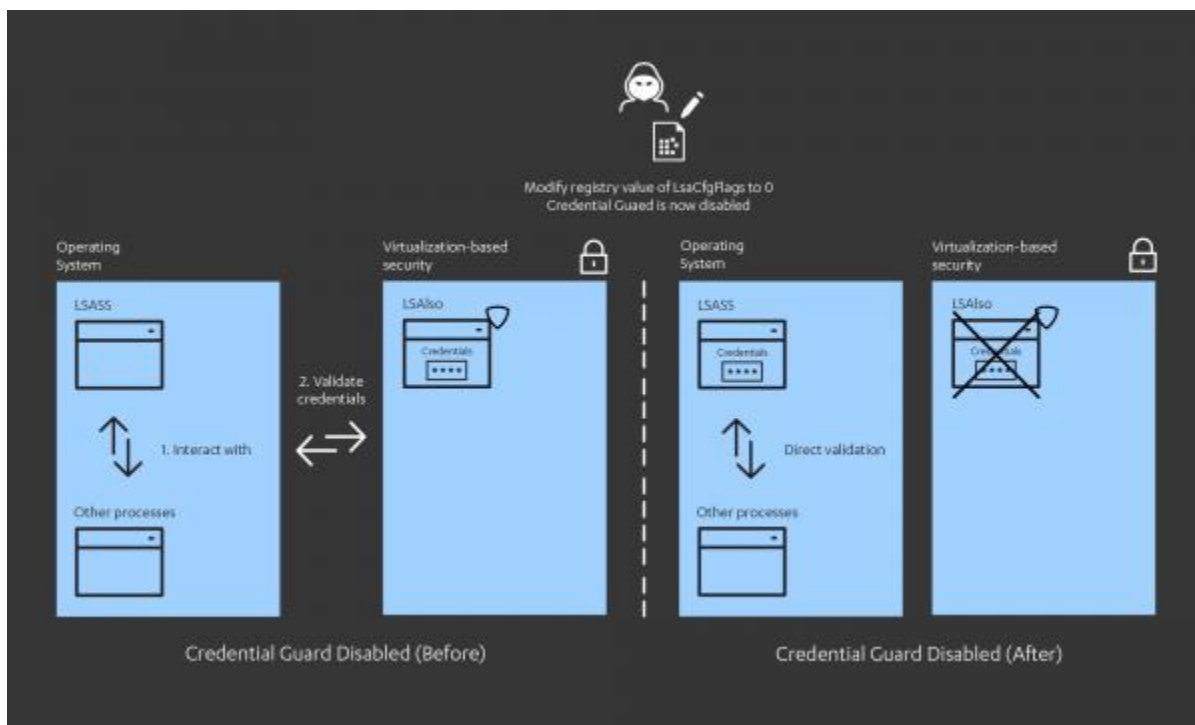 Modify registry value of LsaCfgFlags to 0
Credential Guaed is now disabled
Operating
System
LSASS
1. Interact with
Other processes
2. Validate
credentials
Virtualization-based
security
LSAIso
Credentials
****
Credential Guard Disabled (Before)
Operating
System
LSASS
Credentials
****
Direct validation
Other processes
Virtualization-based
security
LSAIso
Credentials
****
Credential Guard Disabled (After)